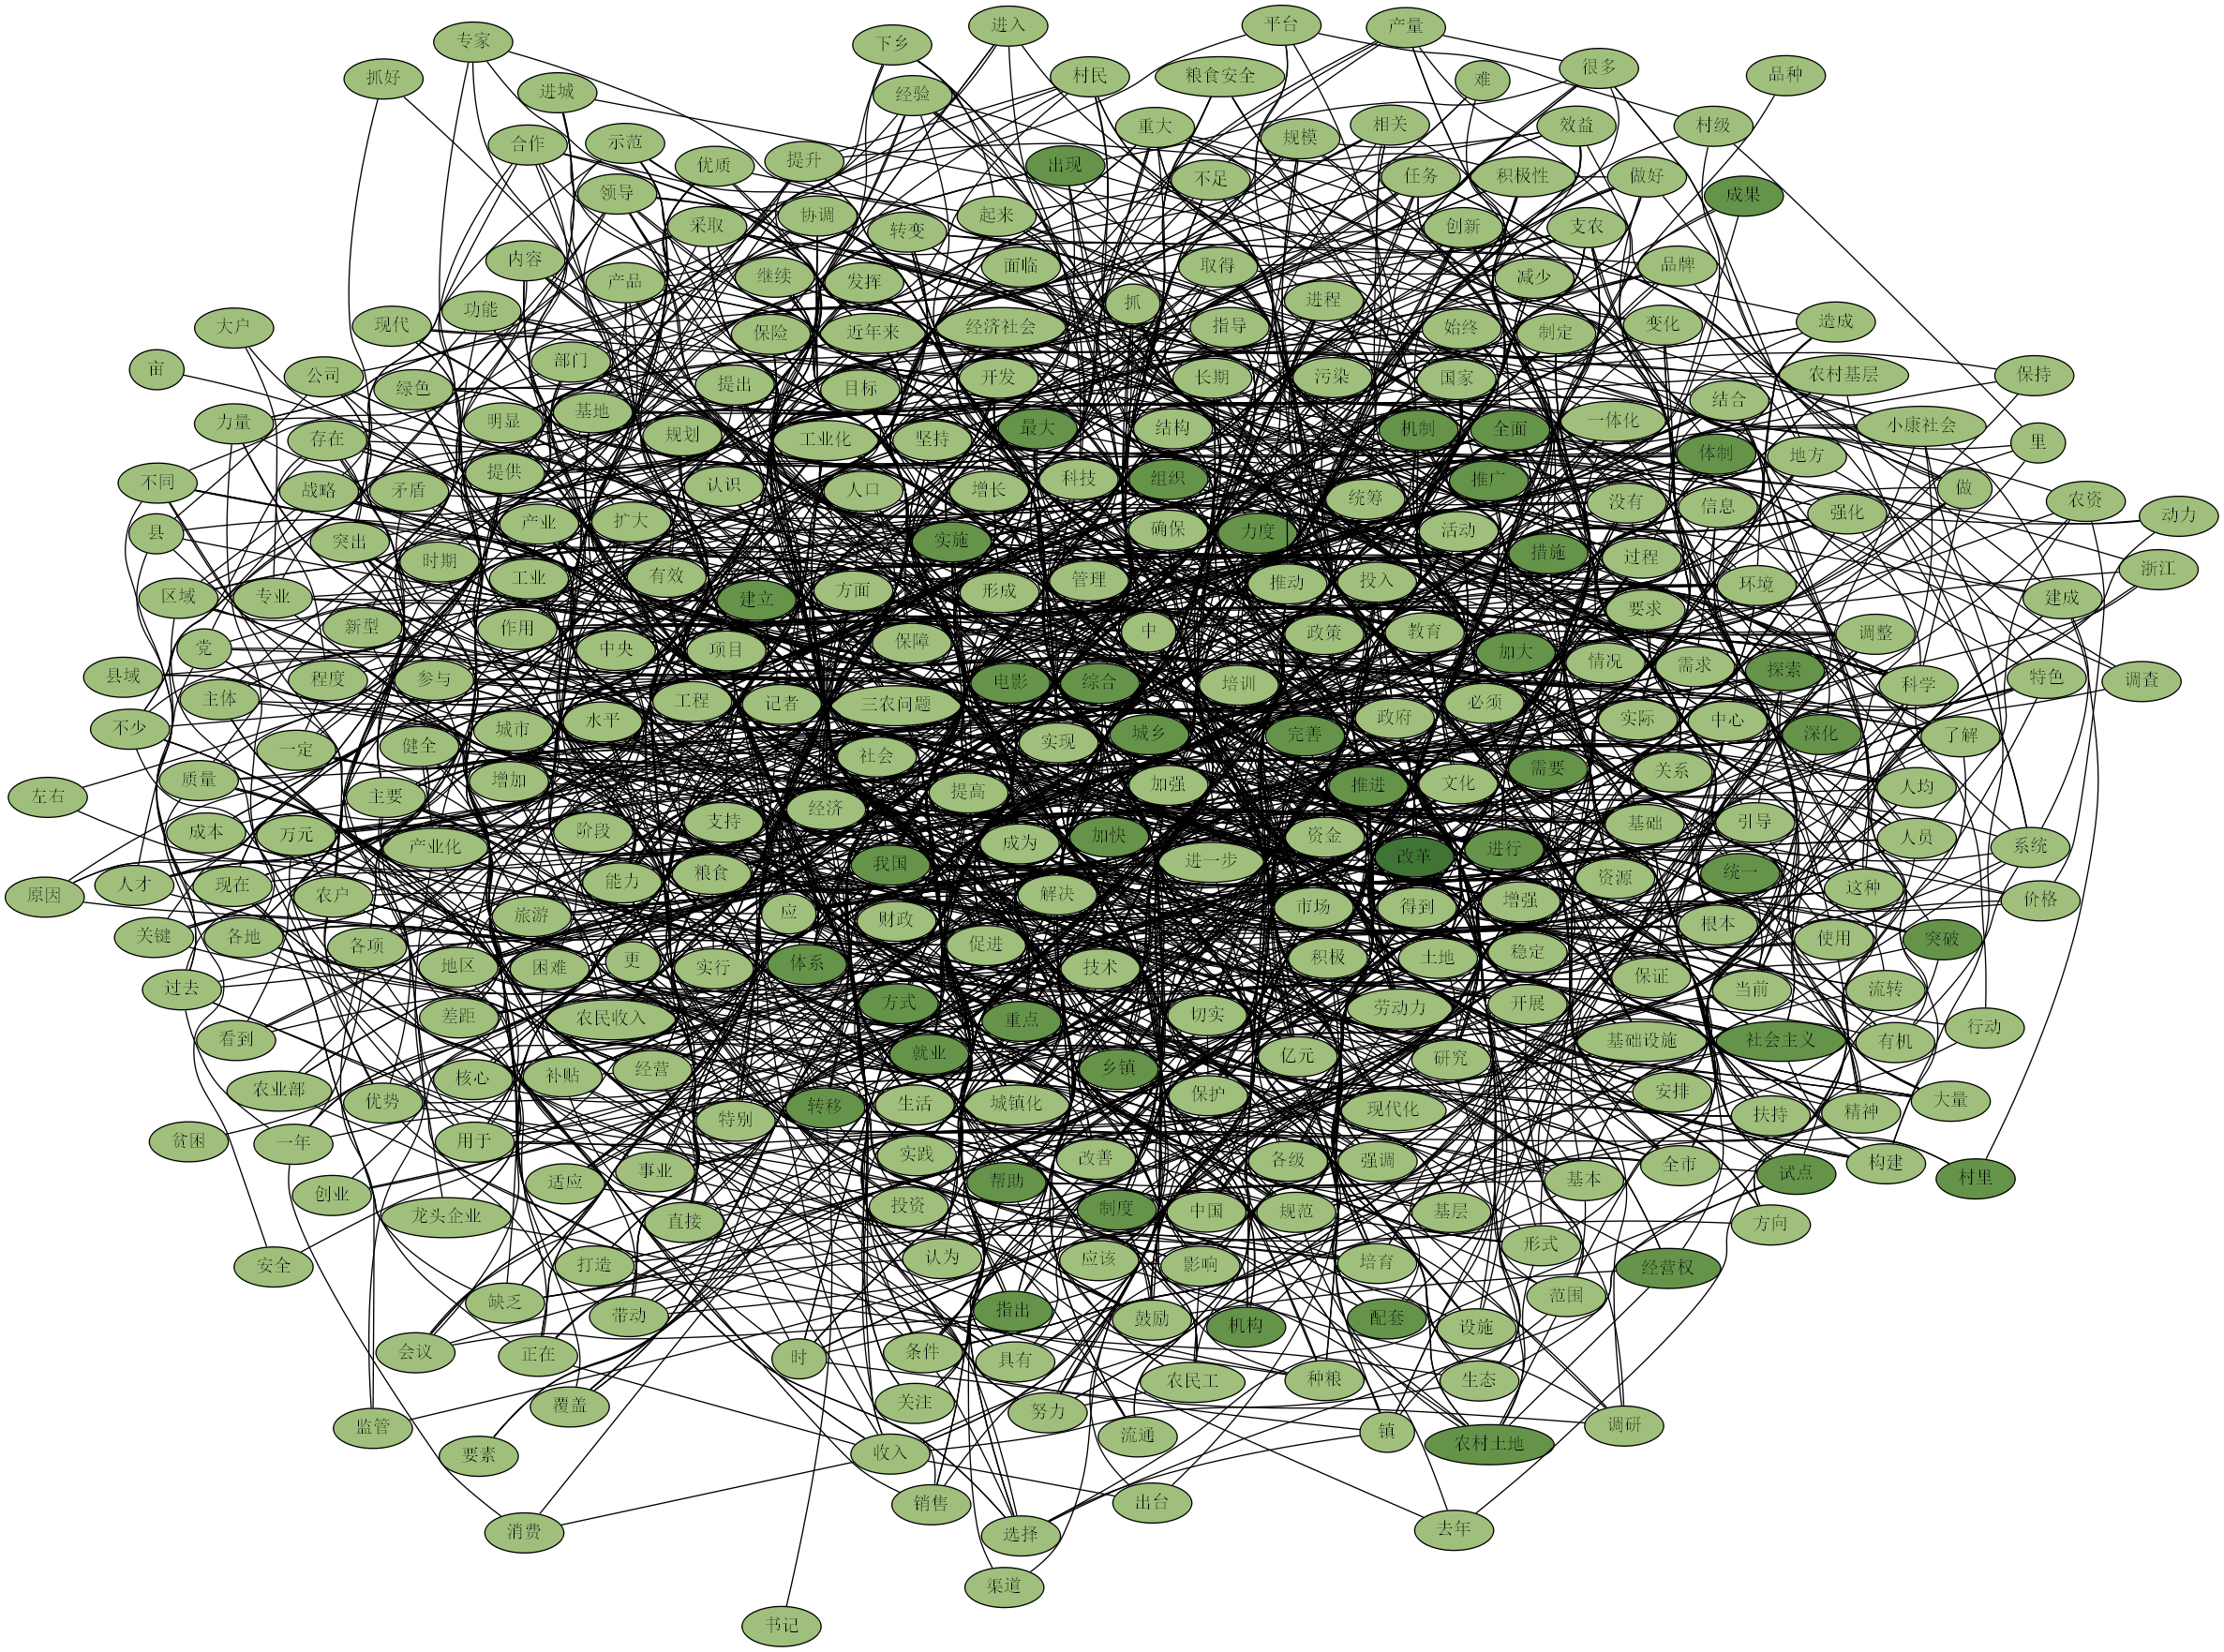 进入
平台
产量
专家
下乡
很多
抓好
村民
粮食安全
难
品种
进城
经验
重大
规模
相关
效益
村级
合作
示范
优质
提升
出现
不足
任务
积极性
做好
成果
领导
采取
协调
转变
起来
创新
支农
内容
产品
继续
发挥
面临
取得
减少
品牌
功能
抓
进程
大户
现代
保险
近年来
经济社会
指导
始终
制定
变化
造成
亩
公司
绿色
部门
提出
目标
开发
长期
污染
国家
农村基层
保持
力量
明显
基地
规划
工业化
坚持
最大
结构
机制
全面
一体化
结合
小康社会
存在
里
不同
战略
矛盾
提供
认识
人口
增长
科技
组织
统筹
推广
体制
地方
做
县
突出
产业
扩大
实施
确保
力度
活动
没有
信息
强化
农资
动力
时期
工业
有效
方面
形成
管理
推动
投入
措施
过程
环境
浙江
区域
专业
建立
要求
建成
新型
作用
党
中央
项目
保障
中
政策
教育
加大
情况
需求
探索
调整
县域
主体
程度
参与
工程
记者
三农问题
电影
综合
培训
必须
科学
特色
调查
不少
一定
健全
城市
水平
社会
实现
城乡
完善
政府
实际
中心
深化
了解
左右
质量
主要
增加
经济
提高
加强
推进
文化
需要
关系
人均
成本
万元
产业化
阶段
支持
我国
加快
成为
进一步
资金
改革
进行
基础
引导
人员
系统
原因
人才
现在
农户
能力
粮食
解决
资源
统一
这种
价格
关键
各地
各项
旅游
应
财政
促进
市场
得到
增强
根本
使用
突破
过去
地区
困难
更
实行
体系
技术
积极
土地
稳定
保证
当前
流转
看到
差距
农民收入
方式
重点
切实
劳动力
开展
基础设施
社会主义
有机
行动
农业部
优势
核心
补贴
经营
就业
乡镇
亿元
研究
安排
贫困
一年
用于
特别
转移
生活
城镇化
保护
现代化
扶持
精神
大量
创业
龙头企业
适应
事业
实践
帮助
改善
各级
强调
基本
全市
试点
构建
村里
安全
直接
投资
制度
中国
规范
基层
形式
方向
缺乏
打造
认为
应该
影响
培育
经营权
会议
带动
指出
鼓励
机构
配套
设施
范围
正在
时
条件
具有
农民工
种粮
生态
监管
覆盖
关注
努力
流通
镇
农村土地
调研
要素
收入
消费
销售
选择
出台
去年
渠道
书记